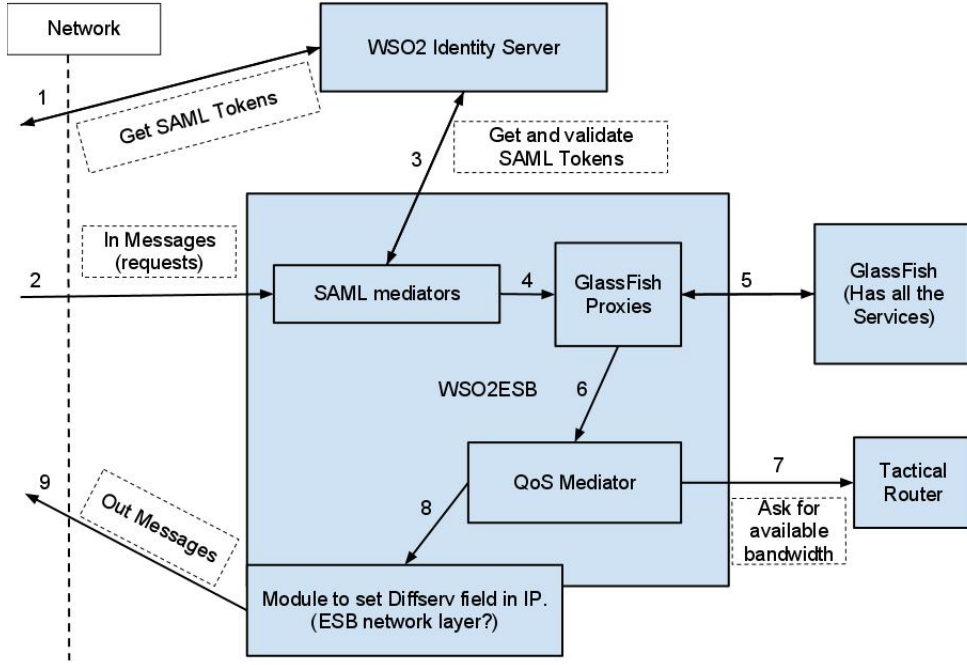 Network
WSO2 Identity Server
1
Get SAML Tokens
3
Get and validate
SAML Tokens
In Messages
(requests)
2
SAML mediators
4
GlassFish
Proxies
5
GlassFish
(Has all the
Services)
WSO2ESB
6
QoS Mediator
7
Tactical
Router
Ask for
available
bandwidth
8
9
Out Messages
Module to set Diffserv field in IP.
(ESB network layer?)